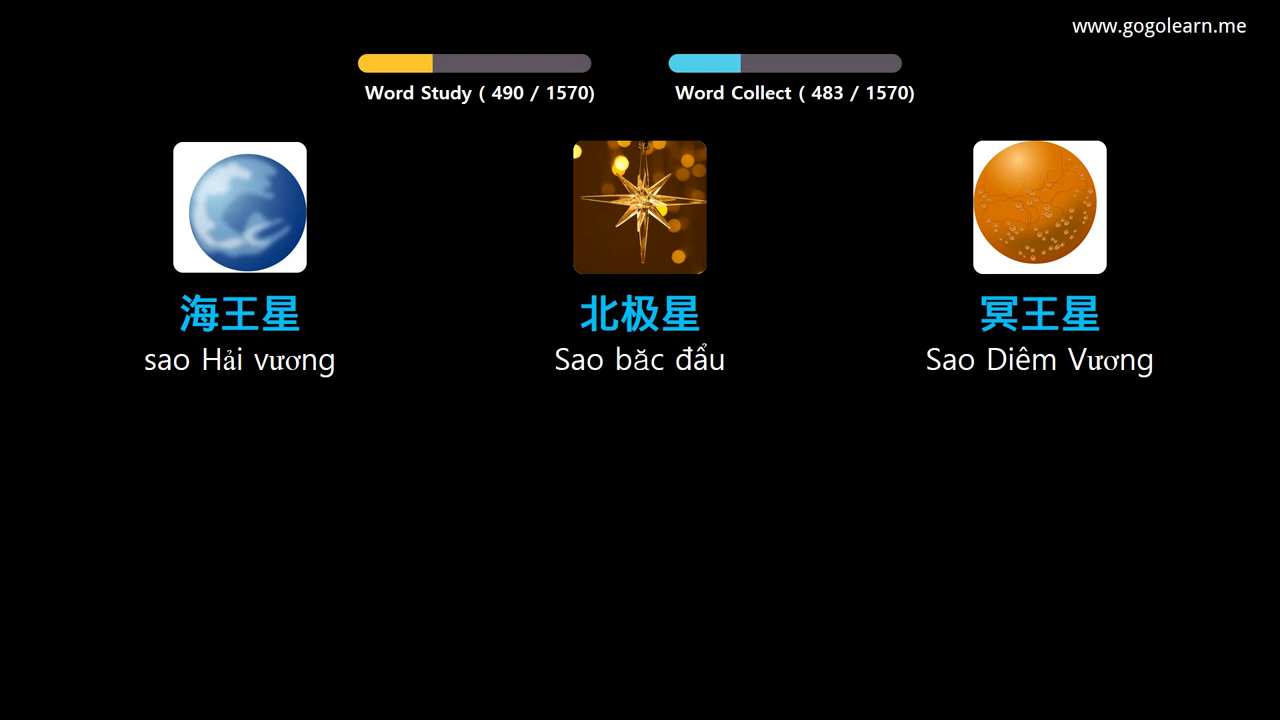 www.gogolearn.me
Word Study ( 490 / 1570)
Word Collect ( 483 / 1570)
海王星
北极星
冥王星
sao Hải vương
Sao băc đẩu
Sao Diêm Vương